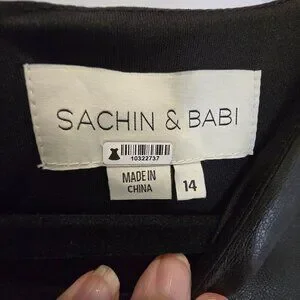 SACHIN & BABI
10322737
MADE IN
CHINA
14